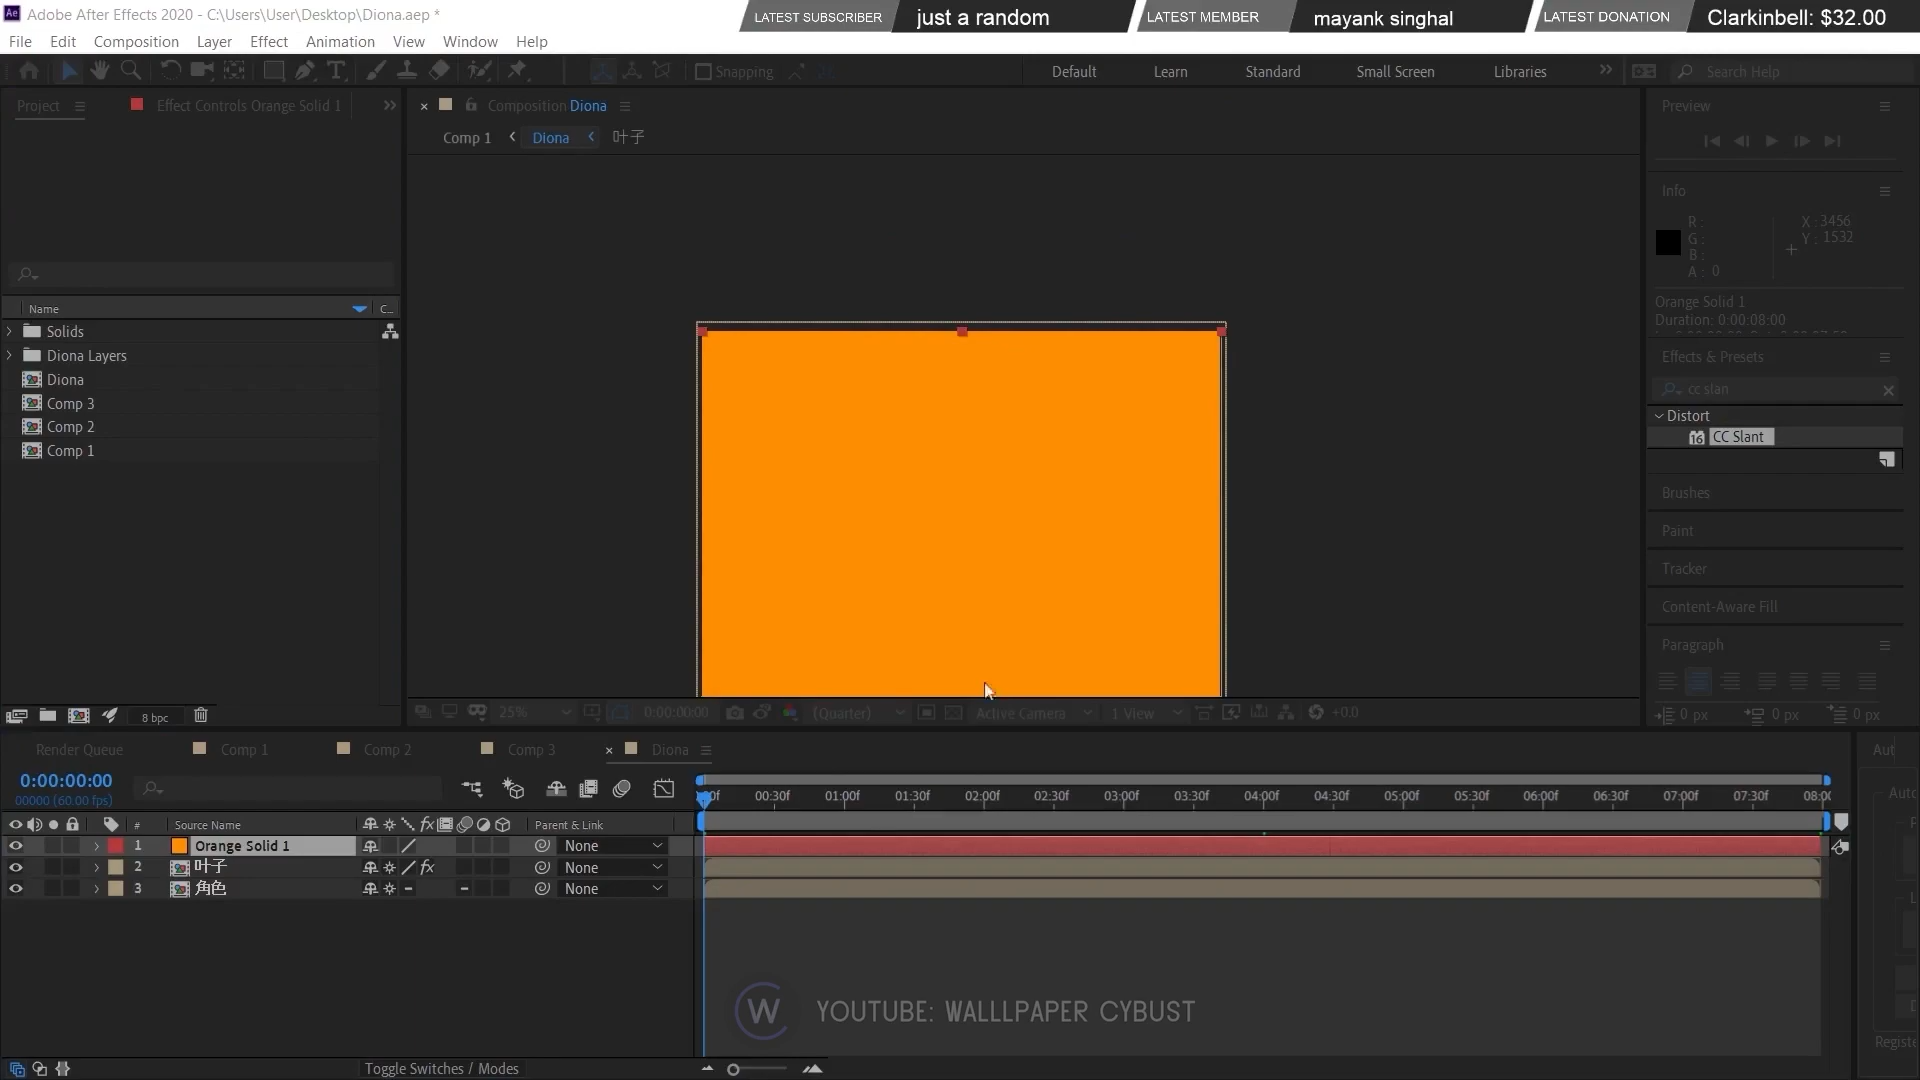 Adobe After Effects 2020 - C:\Users\User\Desktop\Diona.aep *
LATEST SUBSCRIBER just a random LATEST MEMBER mayank singhal LATEST DONATION Clarkinbell: $32.00
File Edit Composition Layer Effect Animation View Window Help
Snapping Default Learn Standard Small Screen Libraries Search Help
Project Effect Controls Orange Solid 1
Composition Diona
Comp 1 Diona 叶子
Preview
Info
R :
G :
B :
A : 0
X : 3456
Y : 1532
Orange Solid 1
Duration: 0:00:08:00
Effects & Presets
cc slan
Distort
16 CC Slant
Brushes
Paint
Tracker
Content-Aware Fill
Paragraph
0 px 0 px 0 px
Name C...
Solids
Diona Layers
Diona
Comp 3
Comp 2
Comp 1
8 bpc
25% 0:00:00:00 (Quarter) Active Camera 1 View +0.0
Render Queue Comp 1 Comp 2 Comp 3 Diona
0:00:00:00
00000 (60.00 fps)
00:30f 01:00f 01:30f 02:00f 02:30f 03:00f 03:30f 04:00f 04:30f 05:00f 05:30f 06:00f 06:30f 07:00f 07:30f
# Source Name fx Parent & Link
1 Orange Solid 1 None
2 叶子 fx None
3 角色 None
W YOUTUBE: WALLLPAPER CYBUST
Toggle Switches / Modes